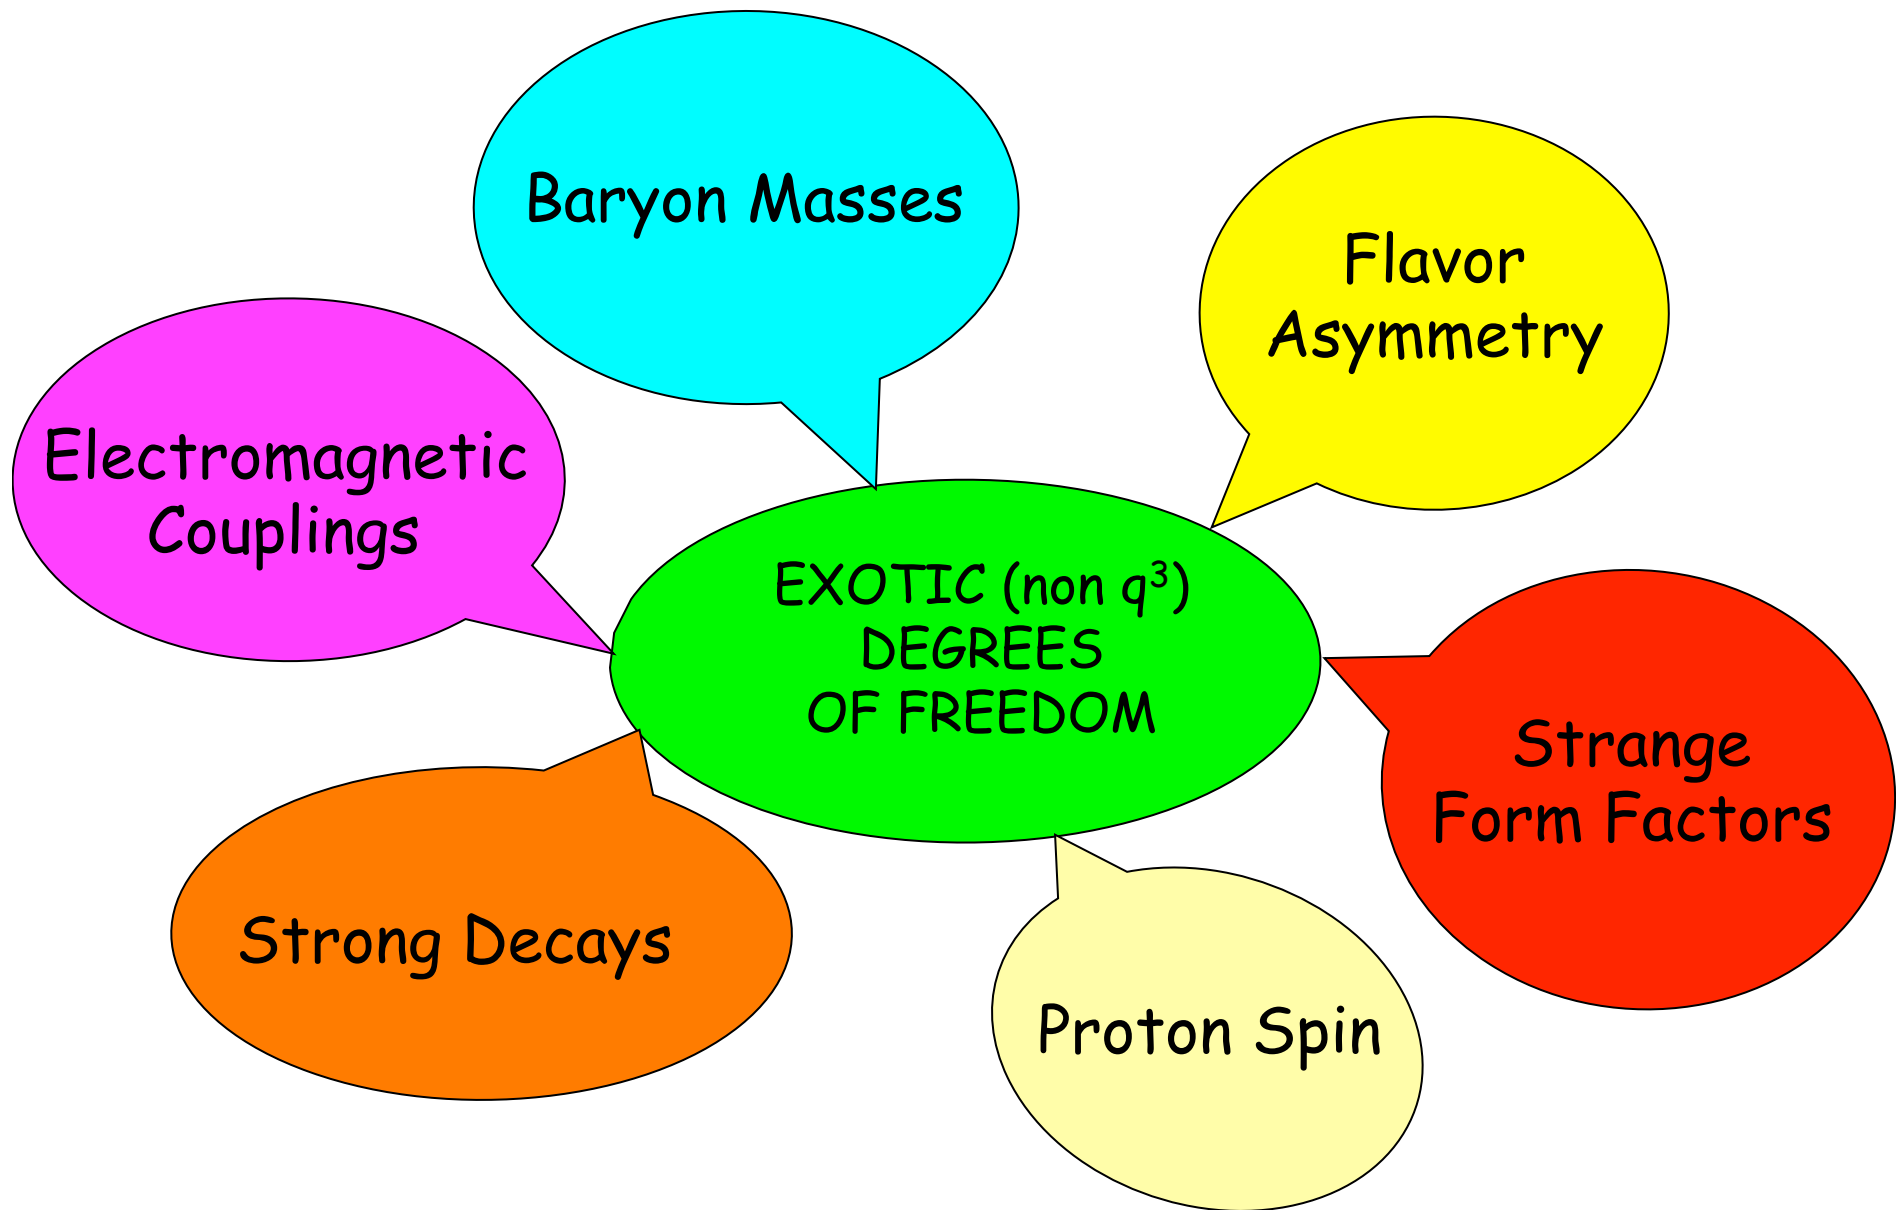 Baryon Masses
Flavor
Asymmetry
Electromagnetic
Couplings
EXOTIC (non q³)
DEGREES
OF FREEDOM
Strange
Form Factors
Strong Decays
Proton Spin